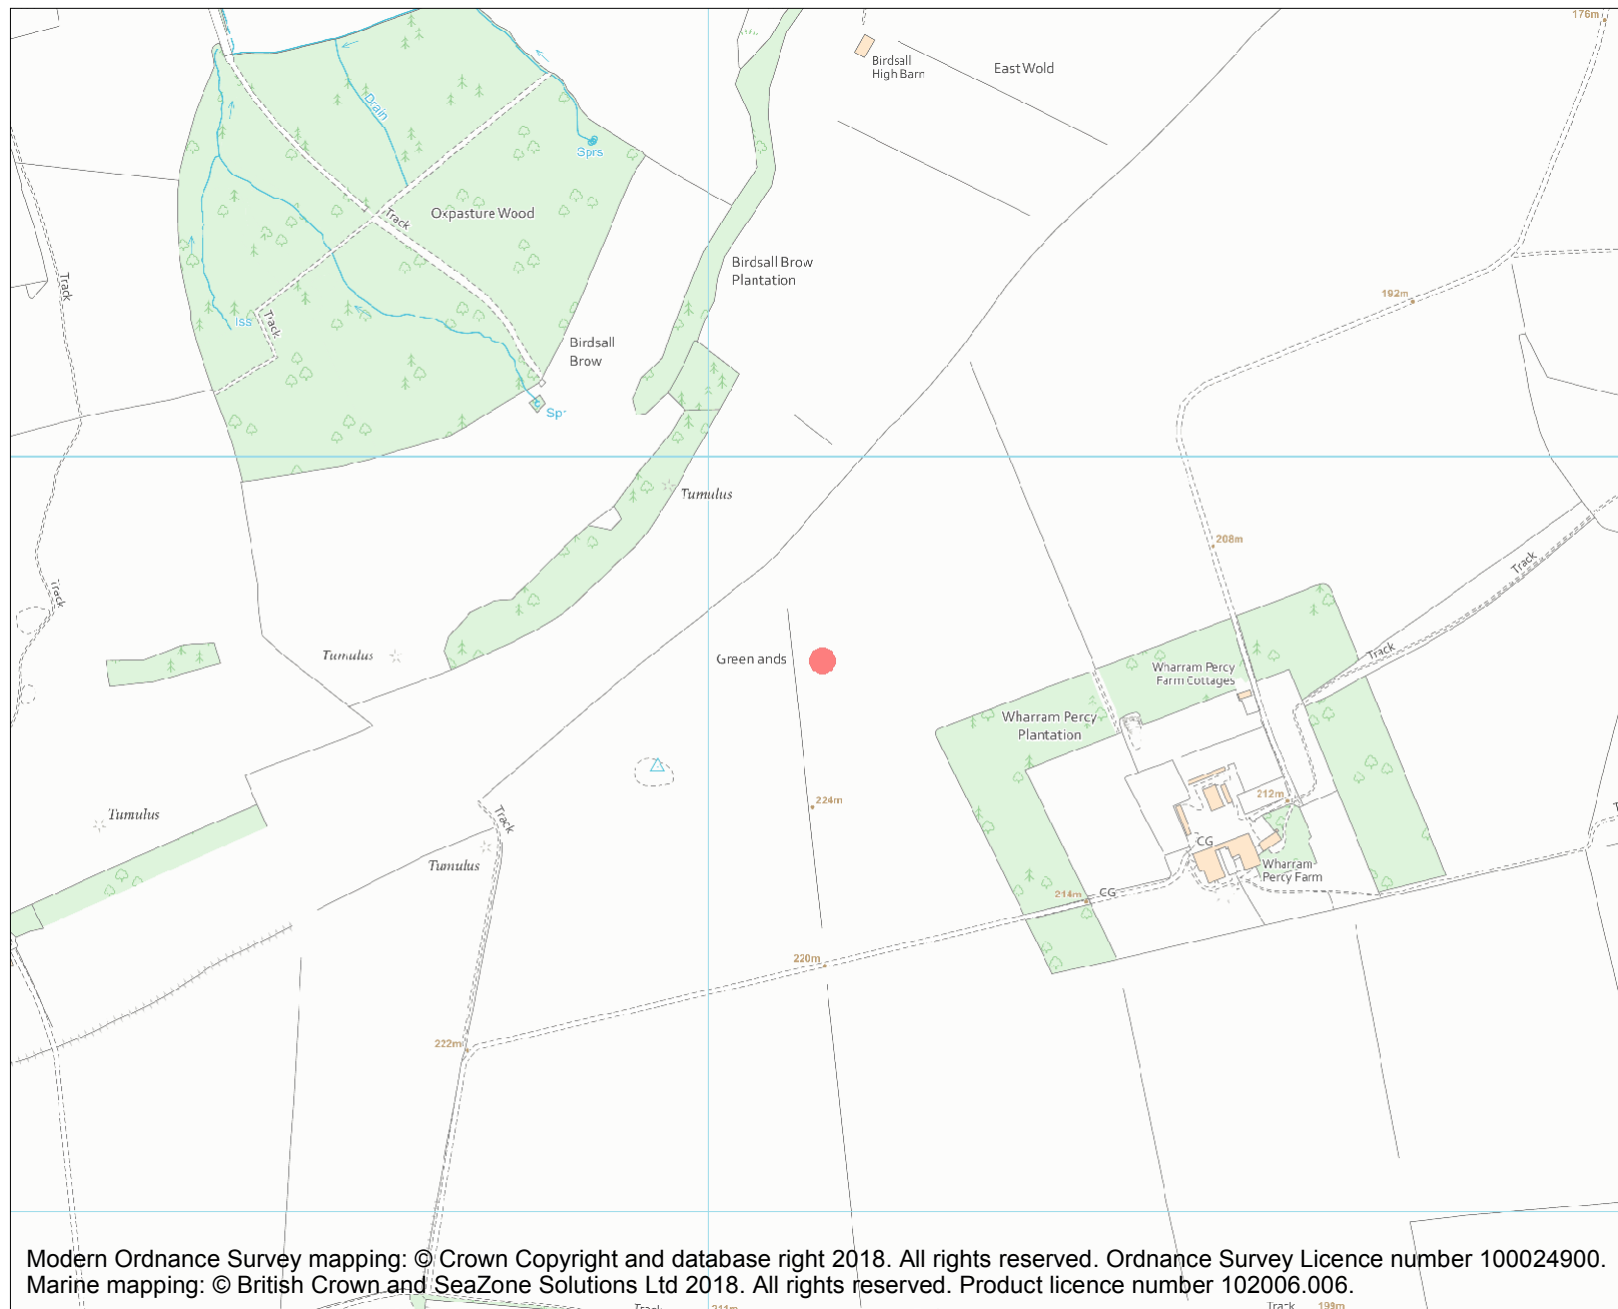 176m
Birdsall
High Barn
East Wold
Drain
Sprs
Track
Oxpasture Wood
Birdsall Brow
Plantation
Track
192m
Iss
Track
Birdsall
Brow
Spr
Tumulus
208m
Track
Track
Tumulus
Green ands
Track
Wharram Percy
Farm Cottages
Wharram Percy
Plantation
224m
212m
Tumulus
Track
CG
Tumulus
Wharram
Percy Farm
214m
CG
220m
222m
Modern Ordnance Survey mapping: © Crown Copyright and database right 2018. All rights reserved. Ordnance Survey Licence number 100024900.
Marine mapping: © British Crown and SeaZone Solutions Ltd 2018. All rights reserved. Product licence number 102006.006.
Track
211m
Track
199m